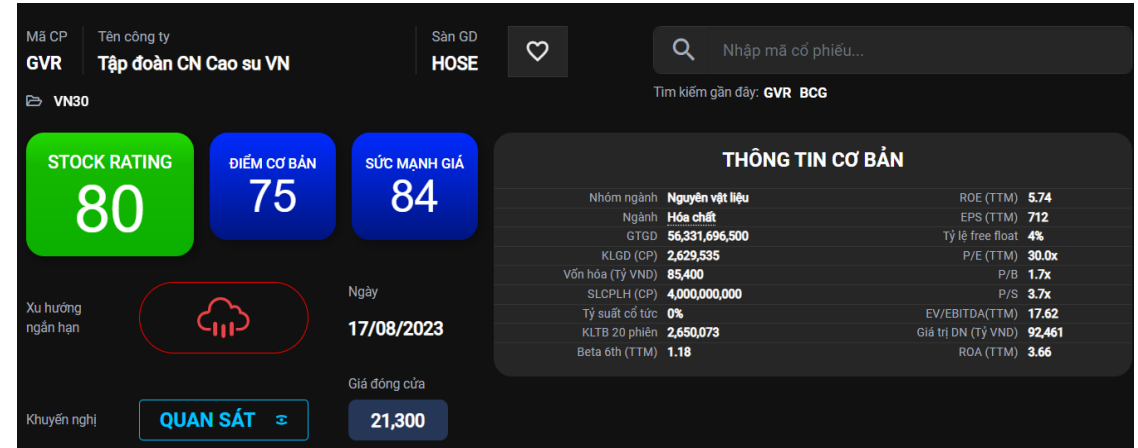 Mã CP Tên công ty Sàn GD
GVR Tập đoàn CN Cao su VN HOSE
Nhập mã cổ phiếu...
Tìm kiếm gần đây: GVR BCG
VN30
STOCK RATING
80
ĐIỂM CƠ BẢN
75
SỨC MẠNH GIÁ
84
THÔNG TIN CƠ BẢN
Nhóm ngành Nguyên vật liệu ROE (TTM) 5.74
Ngành Hóa chất EPS (TTM) 712
GTGD 56,331,696,500 Tỷ lệ free float 4%
KLGD (CP) 2,629,535 P/E (TTM) 30.0x
Vốn hóa (Tỷ VND) 85,400 P/B 1.7x
SLCPLH (CP) 4,000,000,000 P/S 3.7x
Tỷ suất cổ tức 0% EV/EBITDA(TTM) 17.62
KLTB 20 phiên 2,650,073 Giá trị DN (Tỷ VND) 92,461
Beta 6th (TTM) 1.18 ROA (TTM) 3.66
Xu hướng
ngắn hạn
Ngày
17/08/2023
Giá đóng cửa
21,300
Khuyến nghị QUAN SÁT